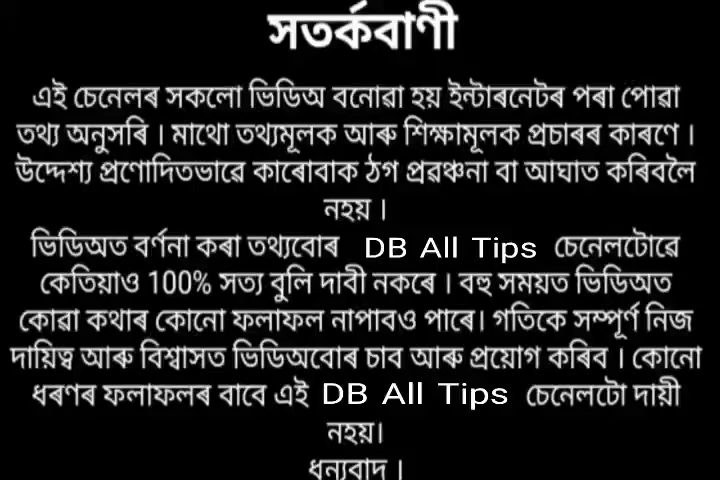 সতৰ্কবাণী
এই চেনেলৰ সকলো ভিডিঅ বনোৱা হয় ইন্টাৰনেটৰ পৰা পোৱা
তথ্য অনুসৰি । মাথো তথ্যমূলক আৰু শিক্ষামূলক প্ৰচাৰৰ কাৰণে ।
উদ্দেশ্য প্ৰণোদিতভাৱে কাৰোবাক ঠগ প্ৰৱঞ্চনা বা আঘাত কৰিবলৈ
নহয় ।
ভিডিঅত বৰ্ণনা কৰা তথ্যবোৰ DB All Tips চেনেলটোৱে
কেতিয়াও 100% সত্য বুলি দাবী নকৰে । বহু সময়ত ভিডিঅত
কোৱা কথাৰ কোনো ফলাফল নাপাবও পাৰে। গতিকে সম্পূৰ্ণ নিজ
দায়িত্ব আৰু বিশ্বাসত ভিডিঅবোৰ চাব আৰু প্ৰয়োগ কৰিব । কোনো
ধৰণৰ ফলাফলৰ বাবে এই DB All Tips চেনেলটো দায়ী
নহয়।
ধন্যবাদ ।